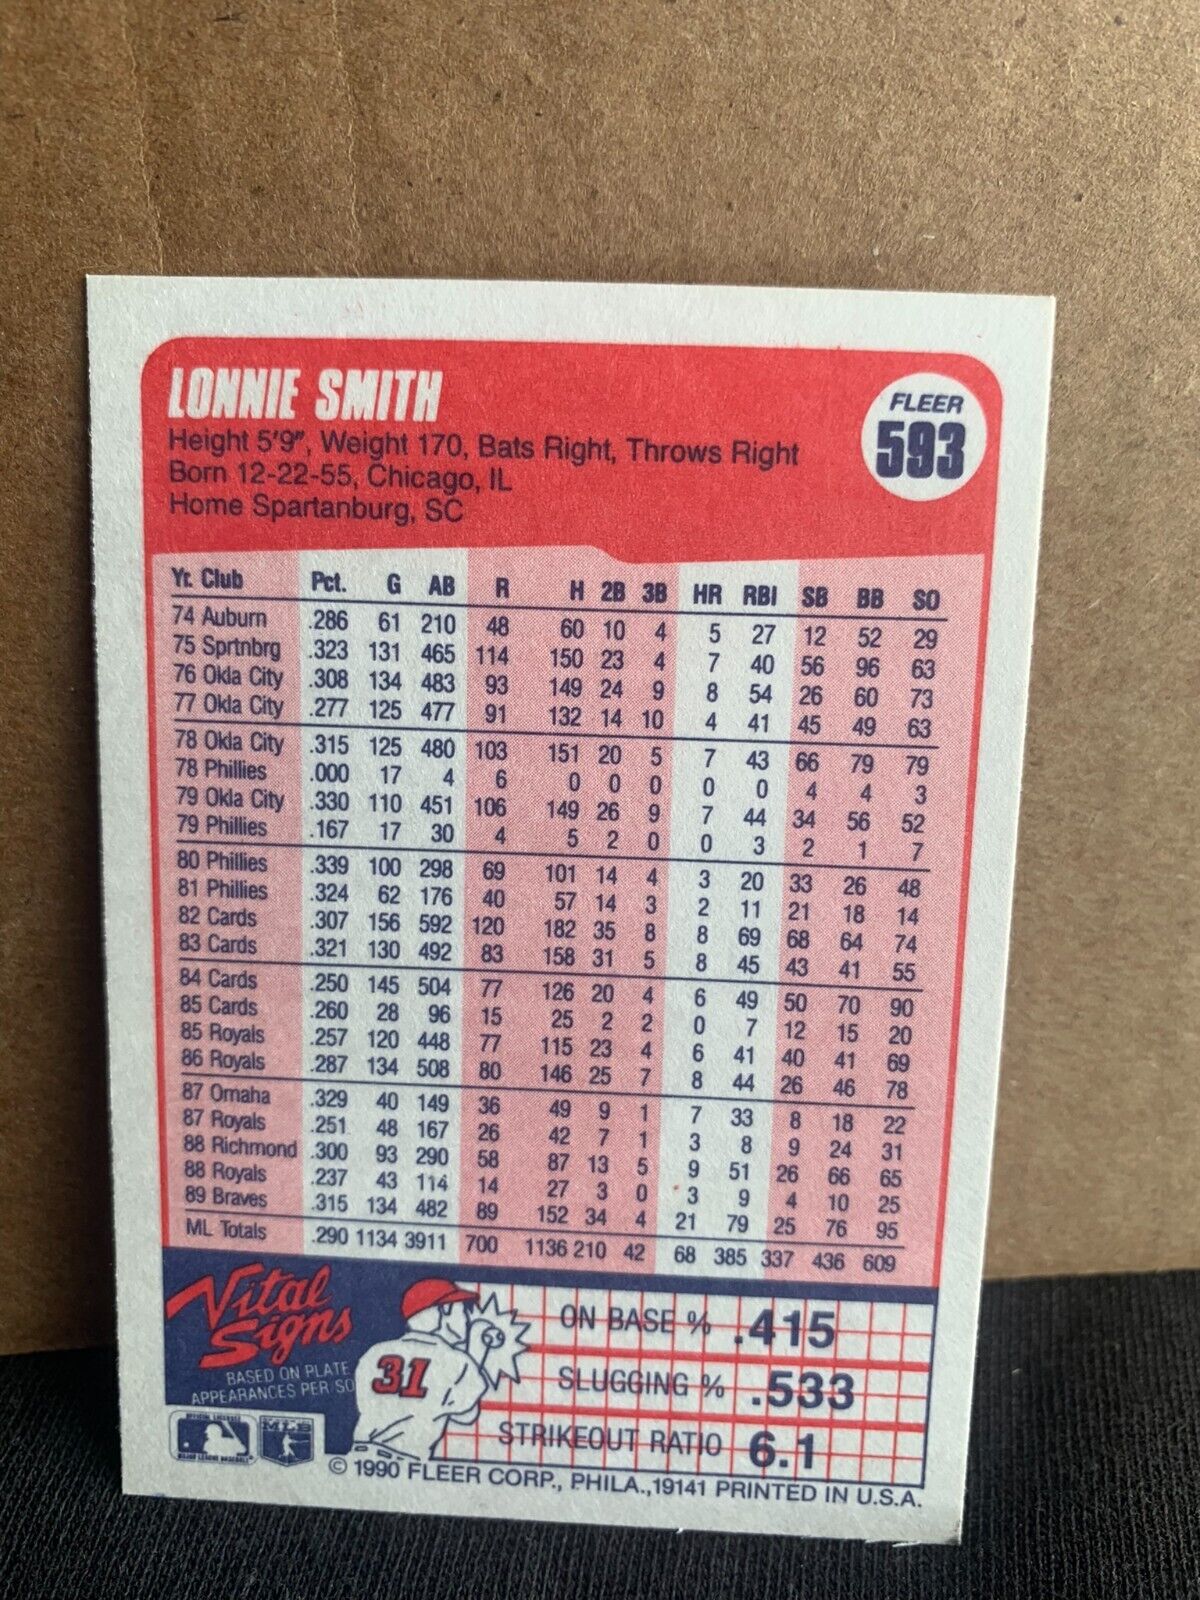 LONNIE SMITH
FLEER
593
Height 5'9", Weight 170, Bats Right, Throws Right
Born 12-22-55, Chicago, IL
Home Spartanburg, SC
Yr. Club Pct. G AB R H 2B 3B HR RBI SB BB SO
74 Auburn .286 61 210 48 60 10 4 5 27 12 52 29
75 Sprtnbrg .323 131 465 114 150 23 4 7 40 56 96 63
76 Okla City .308 134 483 93 149 24 9 8 54 26 60 73
77 Okla City .277 125 477 91 132 14 10 4 41 45 49 63
78 Okla City .315 125 480 103 151 20 5 7 43 66 79 79
78 Phillies .000 17 4 6 0 0 0 0 0 4 4 3
79 Okla City .330 110 451 106 149 26 9 7 44 34 56 52
79 Phillies .167 17 30 4 5 2 0 0 3 2 1 7
80 Phillies .339 100 298 69 101 14 4 3 20 33 26 48
81 Phillies .324 62 176 40 57 14 3 2 11 21 18 14
82 Cards .307 156 592 120 182 35 8 8 69 68 64 74
83 Cards .321 130 492 83 158 31 5 8 45 43 41 55
84 Cards .250 145 504 77 126 20 4 6 49 50 70 90
85 Cards .260 28 96 15 25 2 2 0 7 12 15 20
85 Royals .257 120 448 77 115 23 4 6 41 40 41 69
86 Royals .287 134 508 80 146 25 7 8 44 26 46 78
87 Omaha .329 40 149 36 49 9 1 7 33 8 18 22
87 Royals .251 48 167 26 42 7 1 3 8 9 24 31
88 Richmond .300 93 290 58 87 13 5 9 51 26 66 65
88 Royals .237 43 114 14 27 3 0 3 9 4 10 25
89 Braves .315 134 482 89 152 34 4 21 79 25 76 95
ML Totals .290 1134 3911 700 1136 210 42 68 385 337 436 609
Vital Signs
BASED ON PLATE
APPEARANCES PER SO
31
ON BASE % .415
SLUGGING % .533
STRIKEOUT RATIO 6.1
MAJOR LEAGUE BASEBALL
© 1990 FLEER CORP., PHILA.,19141 PRINTED IN U.S.A.